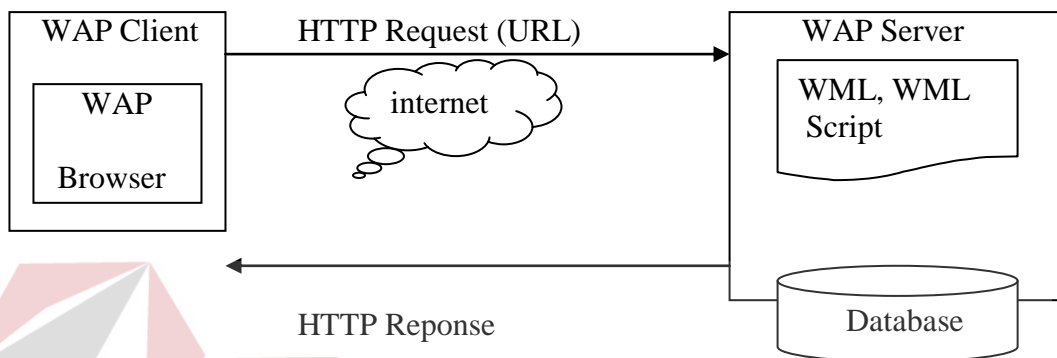 WAP Client
HTTP Request (URL)
WAP Server
WAP
Browser
internet
WML, WML
Script
HTTP Reponse
Database